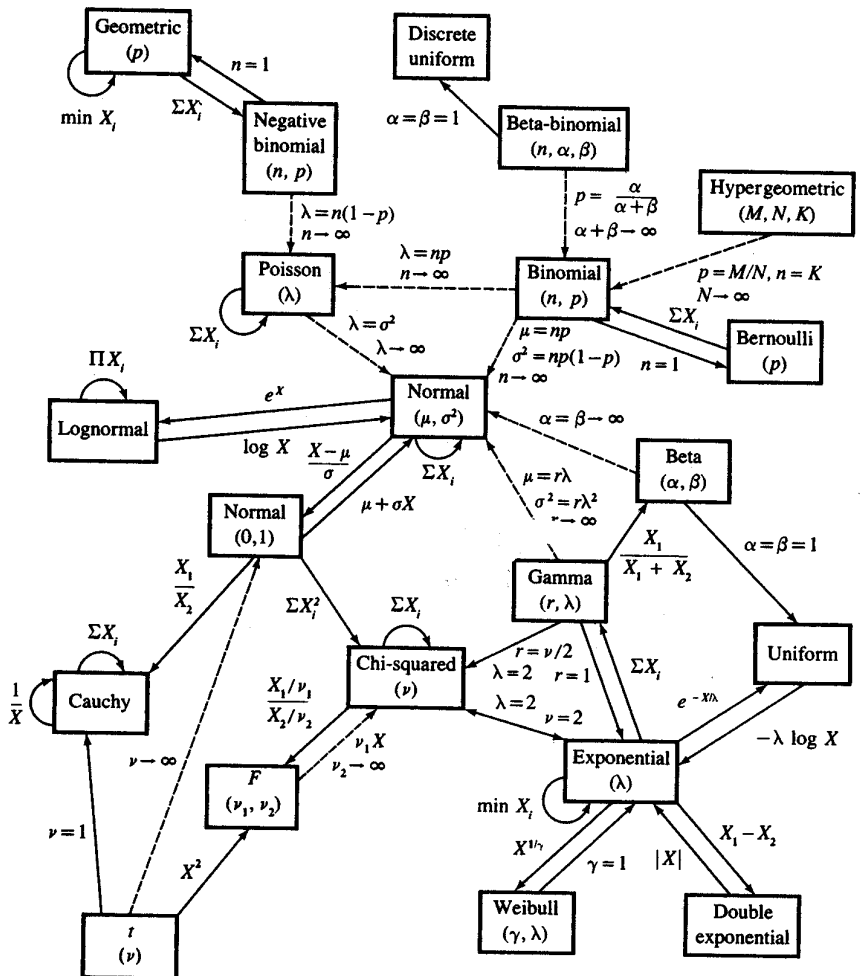 Geometric
(p)
n = 1
min X_i
ΣX_i
Negative
binomial
(n, p)
Discrete
uniform
α = β = 1
Beta-binomial
(n, α, β)
Hypergeometric
(M, N, K)
λ = n(1 − p)
n → ∞
p = α/(α + β)
α + β → ∞
λ = np
n → ∞
p = M/N, n = K
N → ∞
Poisson
(λ)
Binomial
(n, p)
ΣX_i
ΣX_i
λ = σ²
λ → ∞
μ = np
σ² = np(1 − p)
n → ∞
n = 1
Bernoulli
(p)
ΠX_i
Lognormal
e^X
log X
Normal
(μ, σ²)
ΣX_i
α = β → ∞
Beta
(α, β)
(X − μ)/σ
μ + σX
μ = rλ
σ² = rλ²
→ ∞
Normal
(0, 1)
X_1/(X_1 + X_2)
α = β = 1
Gamma
(r, λ)
X_1/X_2
ΣX_i²
ΣX_i
ΣX_i
Chi-squared
(ν)
r = ν/2
λ = 2
r = 1
ΣX_i
Uniform
1/X
Cauchy
(X_1/ν_1)/(X_2/ν_2)
λ = 2
ν = 2
e^{−X/λ}
−λ log X
ν → ∞
ν_1 X
ν_2 → ∞
F
(ν_1, ν_2)
Exponential
(λ)
min X_i
ν = 1
X²
X^{1/γ}
γ = 1
|X|
X_1 − X_2
t
(ν)
Weibull
(γ, λ)
Double
exponential